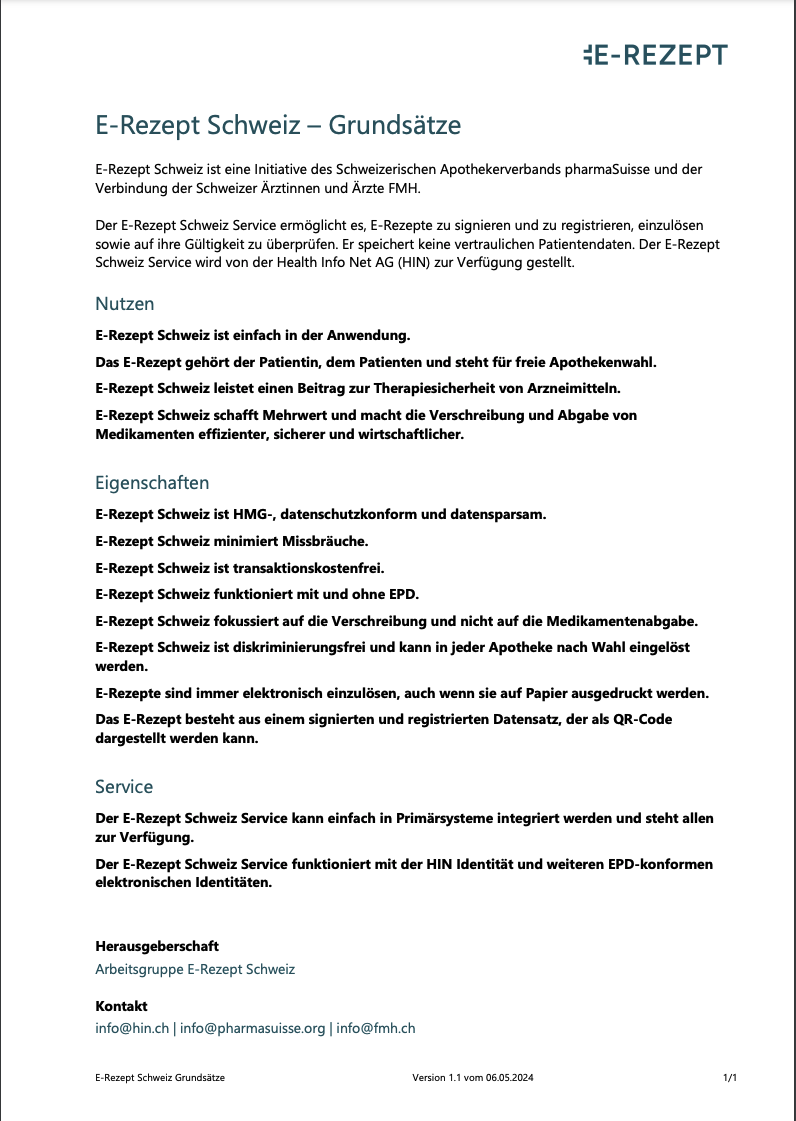 E-REZEPT
E-Rezept Schweiz – Grundsätze
E-Rezept Schweiz ist eine Initiative des Schweizerischen Apothekerverbands pharmaSuisse und der
Verbindung der Schweizer Ärztinnen und Ärzte FMH.
Der E-Rezept Schweiz Service ermöglicht es, E-Rezepte zu signieren und zu registrieren, einzulösen
sowie auf ihre Gültigkeit zu überprüfen. Er speichert keine vertraulichen Patientendaten. Der E-Rezept
Schweiz Service wird von der Health Info Net AG (HIN) zur Verfügung gestellt.
Nutzen
E-Rezept Schweiz ist einfach in der Anwendung.
Das E-Rezept gehört der Patientin, dem Patienten und steht für freie Apothekenwahl.
E-Rezept Schweiz leistet einen Beitrag zur Therapiesicherheit von Arzneimitteln.
E-Rezept Schweiz schafft Mehrwert und macht die Verschreibung und Abgabe von
Medikamenten effizienter, sicherer und wirtschaftlicher.
Eigenschaften
E-Rezept Schweiz ist HMG-, datenschutzkonform und datensparsam.
E-Rezept Schweiz minimiert Missbräuche.
E-Rezept Schweiz ist transaktionskostenfrei.
E-Rezept Schweiz funktioniert mit und ohne EPD.
E-Rezept Schweiz fokussiert auf die Verschreibung und nicht auf die Medikamentenabgabe.
E-Rezept Schweiz ist diskriminierungsfrei und kann in jeder Apotheke nach Wahl eingelöst
werden.
E-Rezepte sind immer elektronisch einzulösen, auch wenn sie auf Papier ausgedruckt werden.
Das E-Rezept besteht aus einem signierten und registrierten Datensatz, der als QR-Code
dargestellt werden kann.
Service
Der E-Rezept Schweiz Service kann einfach in Primärsysteme integriert werden und steht allen
zur Verfügung.
Der E-Rezept Schweiz Service funktioniert mit der HIN Identität und weiteren EPD-konformen
elektronischen Identitäten.
Herausgeberschaft
Arbeitsgruppe E-Rezept Schweiz
Kontakt
info@hin.ch | info@pharmasuisse.org | info@fmh.ch
E-Rezept Schweiz Grundsätze Version 1.1 vom 06.05.2024 1/1